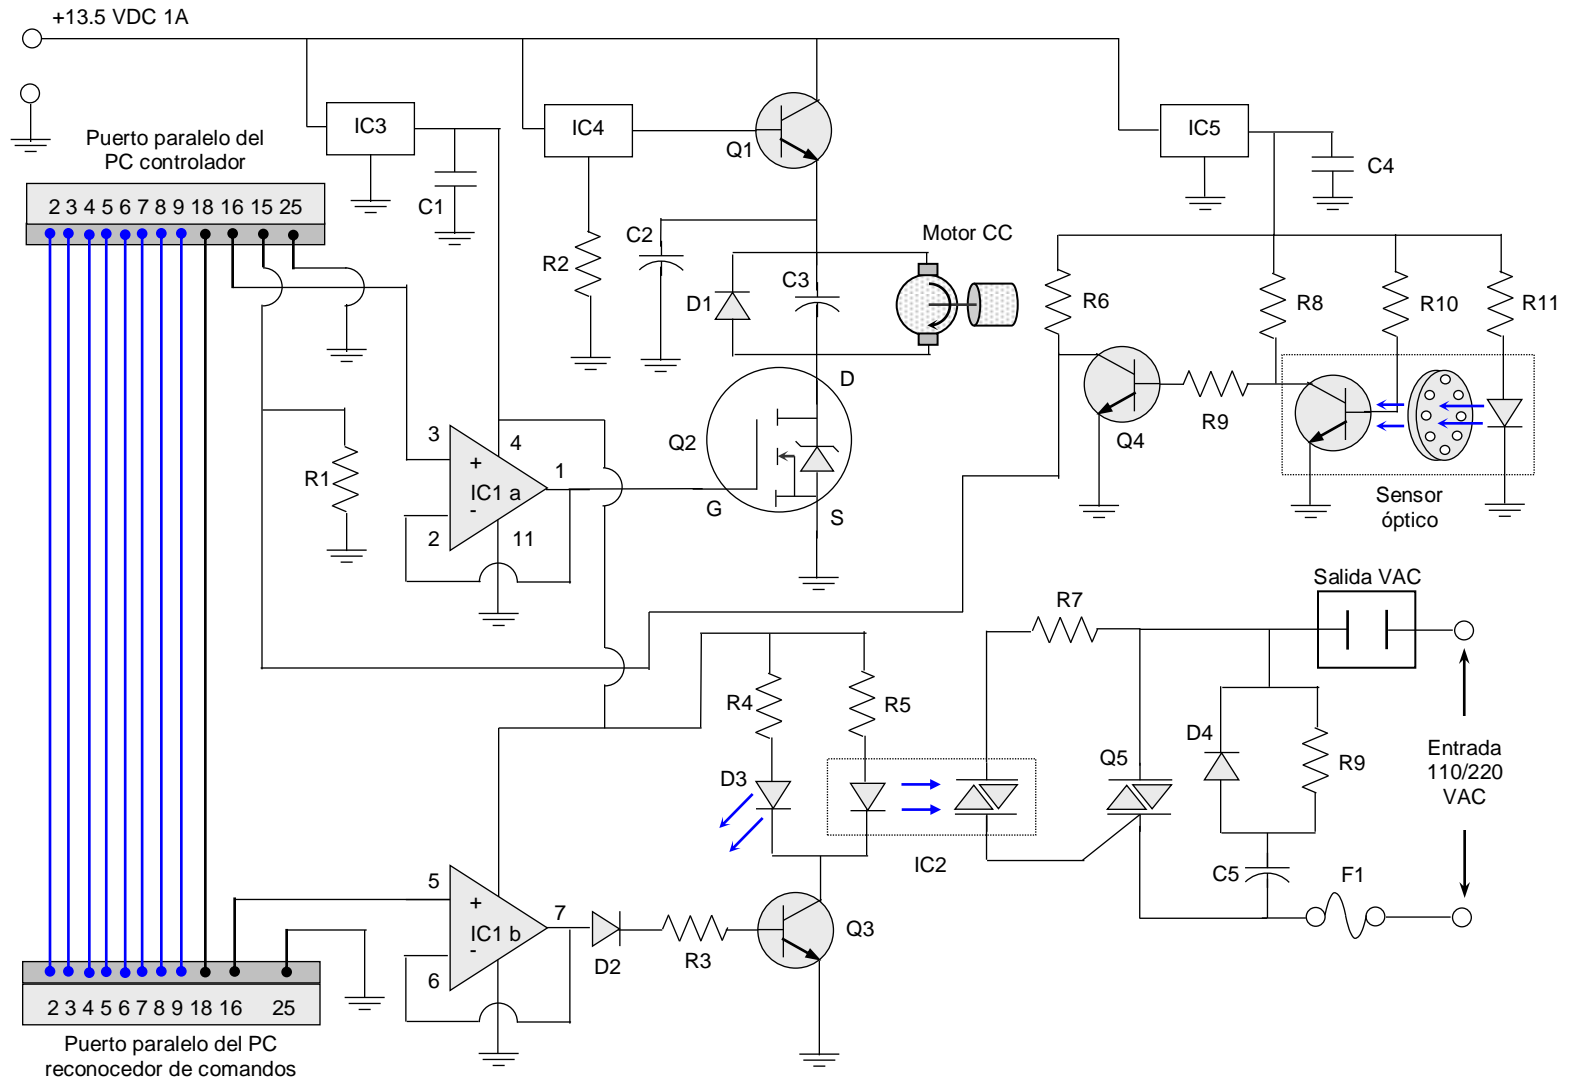 +13.5 VDC 1A
Puerto paralelo del
PC controlador
2 3 4 5 6 7 8 9 18 16 15 25
IC3
C1
IC4
R2
Q1
C2
D1
C3
Motor CC
IC5
C4
R6
R8
R10
R11
Q4
R9
Sensor
óptico
R1
3
+
4
IC1 a
1
-
2
11
Q2
D
G
S
R7
Salida VAC
R4
R5
D3
IC2
Q5
D4
R9
Entrada
110/220
VAC
C5
F1
5
+
7
IC1 b
-
6
D2
R3
Q3
2 3 4 5 6 7 8 9 18 16 25
Puerto paralelo del PC
reconocedor de comandos